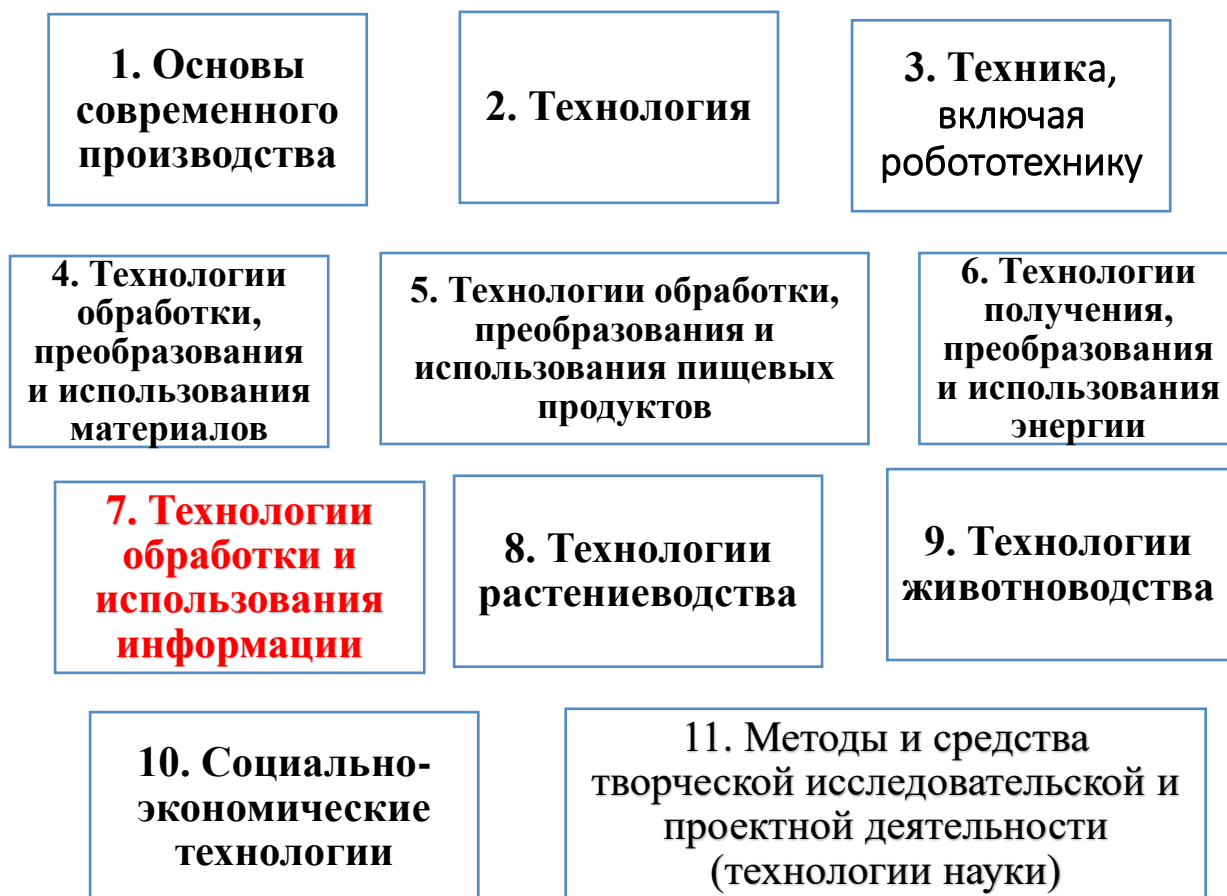 1. Основы
современного
производства
2. Технология
3. Техника,
включая
робототехнику
4. Технологии
обработки,
преобразования
и использования
материалов
5. Технологии обработки,
преобразования и
использования пищевых
продуктов
6. Технологии
получения,
преобразования
и использования
энергии
7. Технологии
обработки и
использования
информации
8. Технологии
растениеводства
9. Технологии
животноводства
10. Социально-
экономические
технологии
11. Методы и средства
творческой исследовательской и
проектной деятельности
(технологии науки)